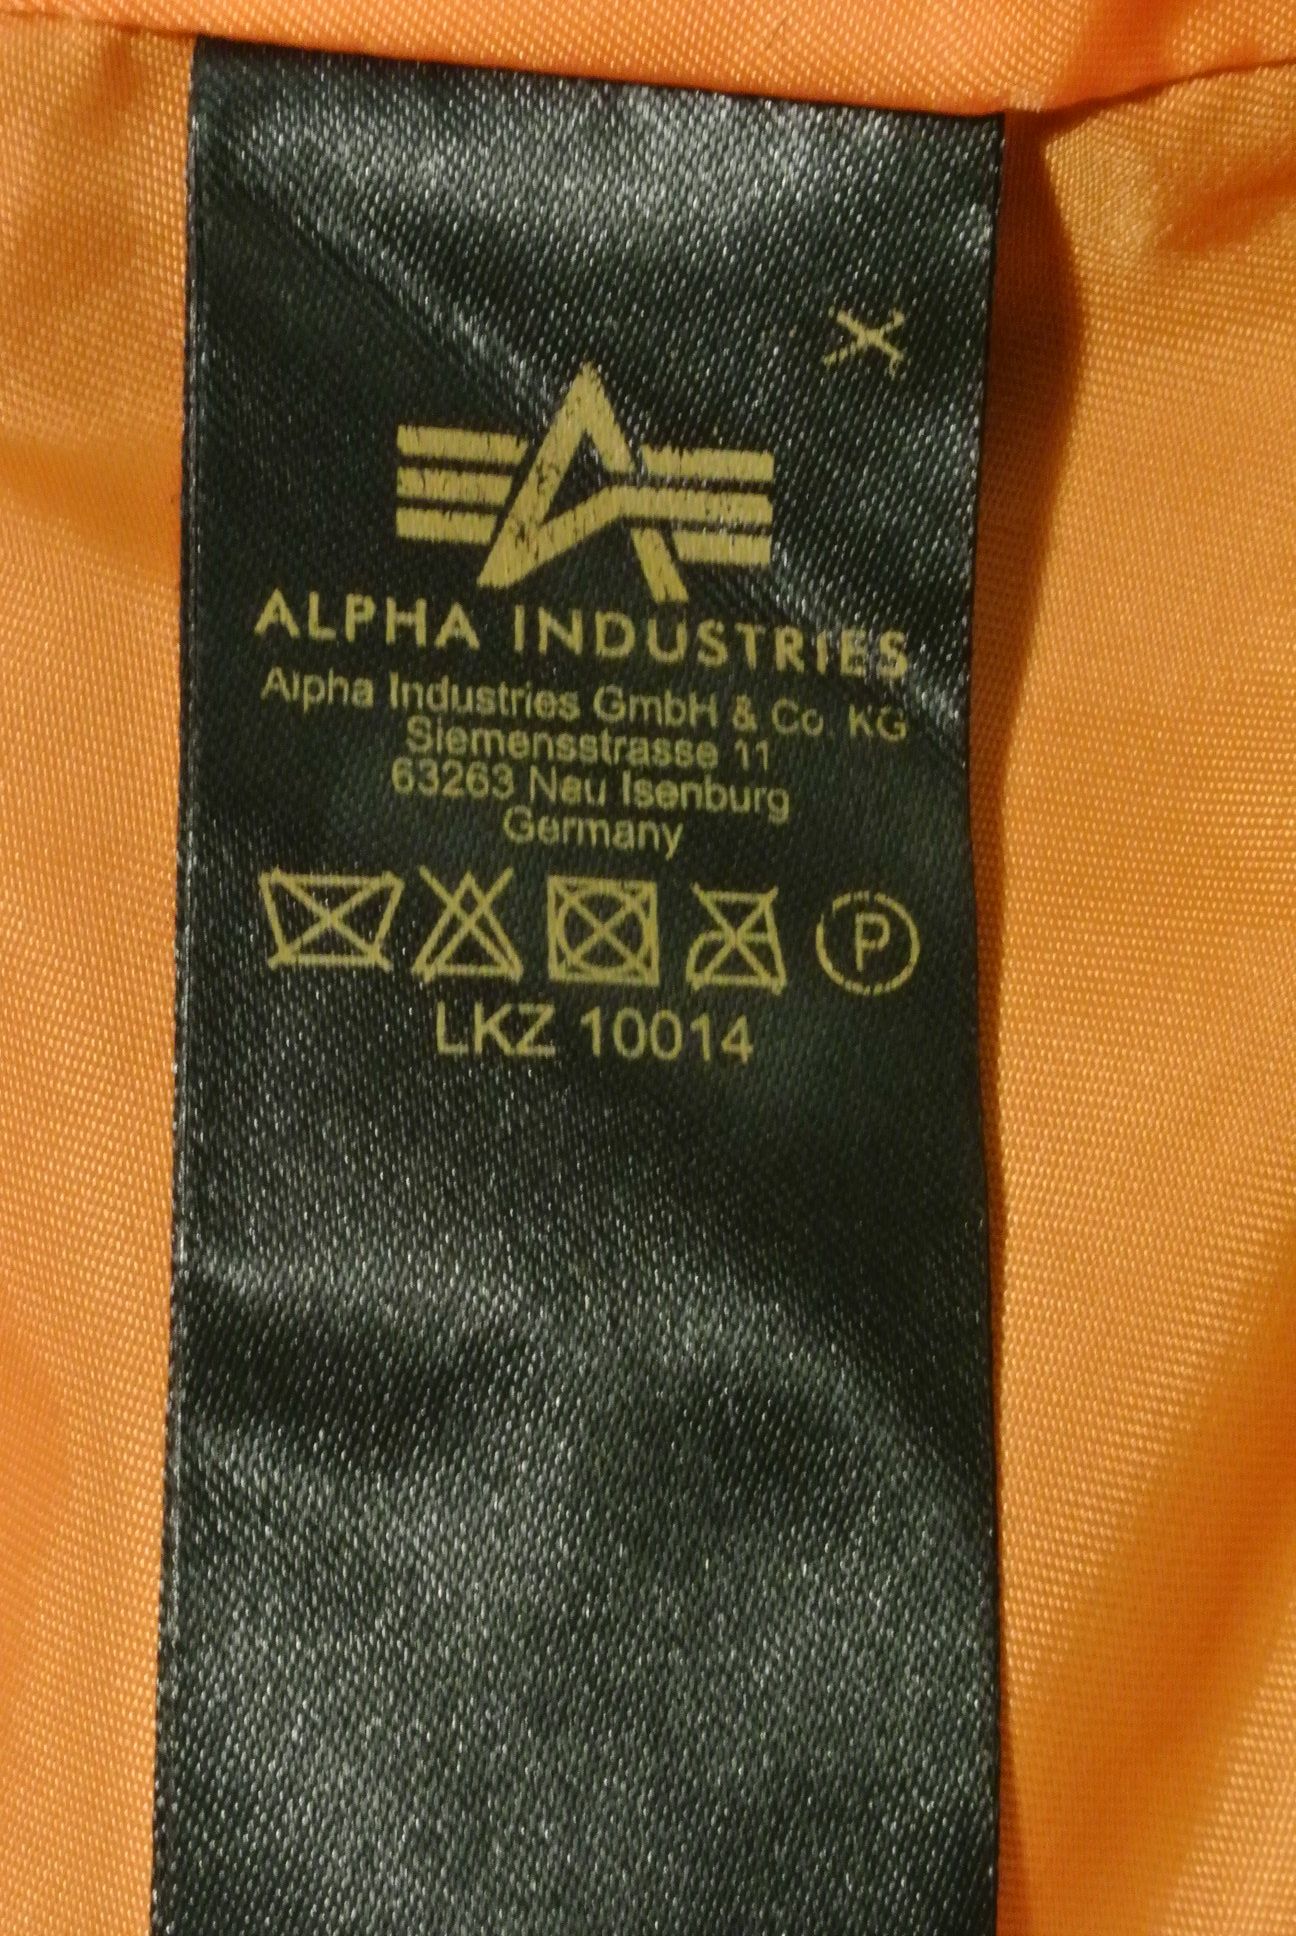 ALPHA INDUSTRIES
Alpha Industries GmbH & Co. KG
Siemensstrasse 11
63263 Neu Isenburg
Germany
P
LKZ 10014